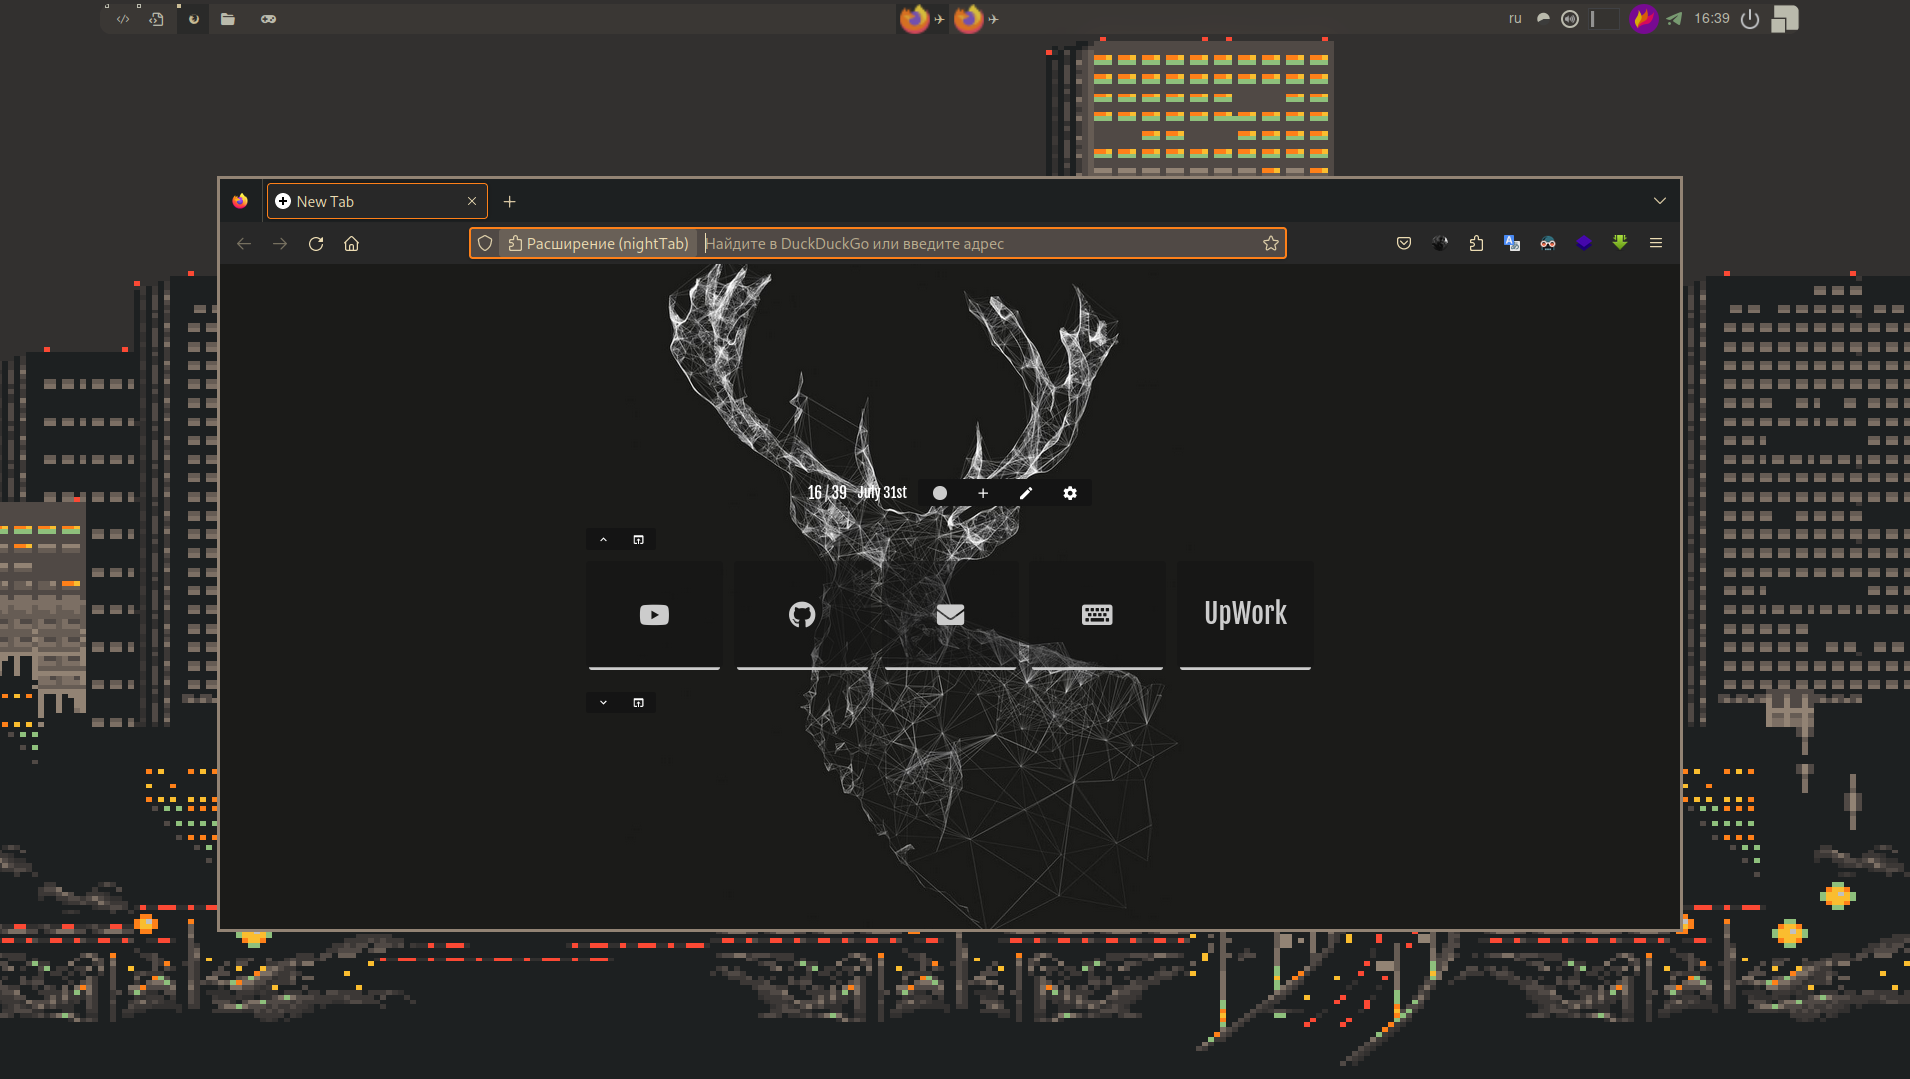 ru
16:39
New Tab
Расширение (nightTab)
Найдите в DuckDuckGo или введите адрес
16 / 39 July 31st
UpWork